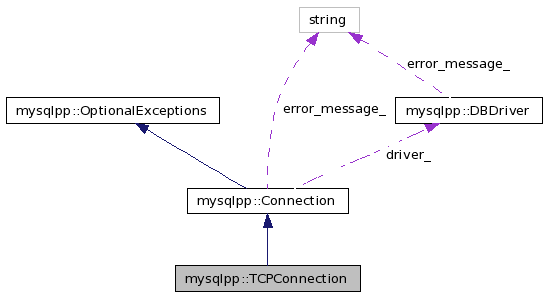 string
error_message_
mysqlpp::OptionalExceptions
error_message_
mysqlpp::DBDriver
driver_
mysqlpp::Connection
mysqlpp::TCPConnection